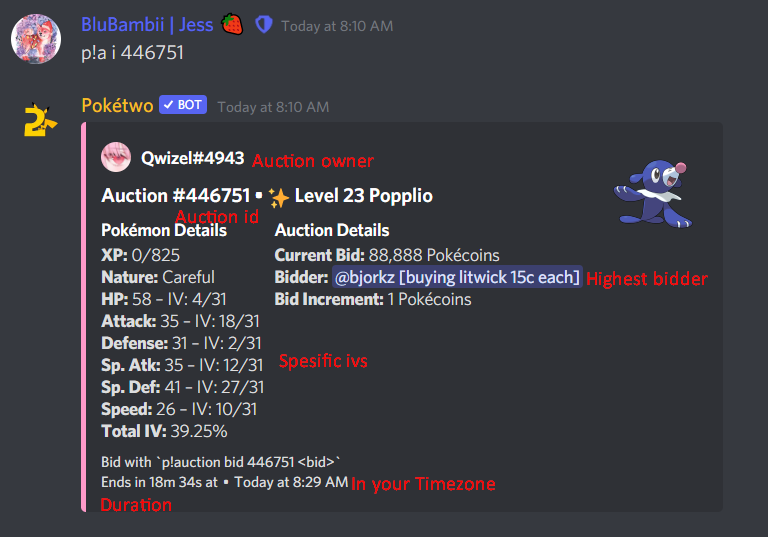 BluBambii | Jess 🍓 Today at 8:10 AM
p!a i 446751
Pokétwo ✓ BOT Today at 8:10 AM
Qwizel#4943 Auction owner
Auction #446751 • ✨ Level 23 Popplio
Auction id
Pokémon Details Auction Details
XP: 0/825 Current Bid: 88,888 Pokécoins
Nature: Careful Bidder: @bjorkz [buying litwick 15c each] Highest bidder
HP: 58 – IV: 4/31 Bid Increment: 1 Pokécoins
Attack: 35 – IV: 18/31
Defense: 31 – IV: 2/31
Sp. Atk: 35 – IV: 12/31 Spesific ivs
Sp. Def: 41 – IV: 27/31
Speed: 26 – IV: 10/31
Total IV: 39.25%
Bid with `p!auction bid 446751 <bid>`
Ends in 18m 34s at • Today at 8:29 AM In your Timezone
Duration